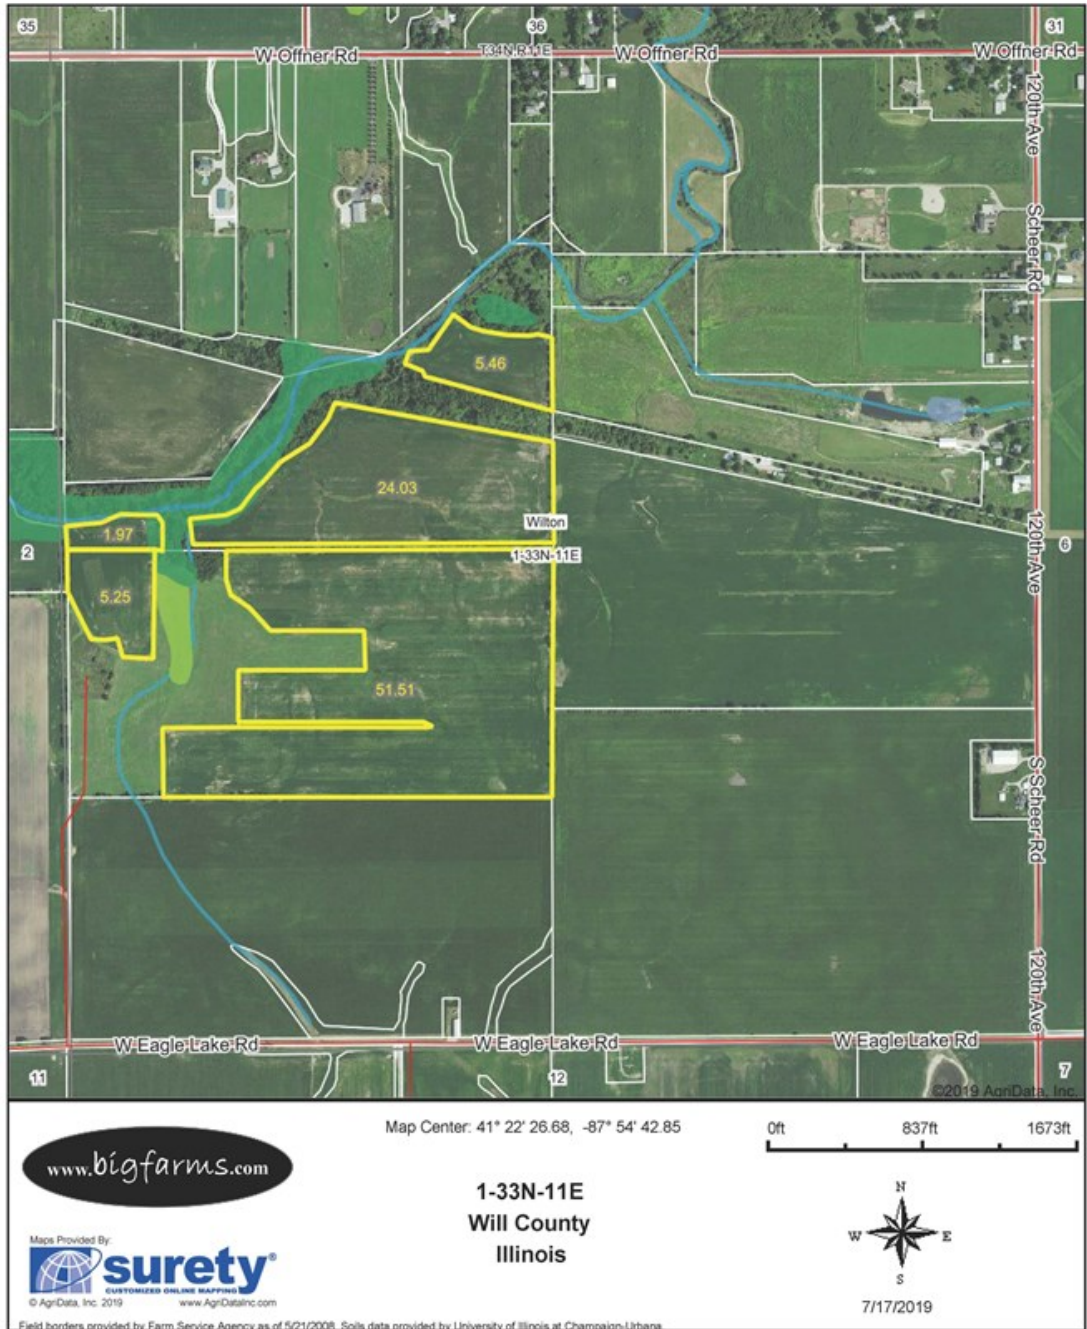 35
36
31
W Offner Rd
T34N R11E
W Offner Rd
W Offner Rd
120th Ave
Scheer Rd
5.46
24.03
Wilton
1.97
2
1-33N-11E
120th Ave
6
5.25
51.51
S Scheer Rd
120th Ave
W Eagle Lake Rd
W Eagle Lake Rd
W Eagle Lake Rd
11
12
7
©2019 AgriData, Inc.
Map Center: 41° 22' 26.68, -87° 54' 42.85
0ft 837ft 1673ft
www.bigfarms.com
1-33N-11E
Will County
Illinois
N
W E
S
7/17/2019
Maps Provided By:
surety®
CUSTOMIZED ONLINE MAPPING
© AgriData, Inc. 2019 www.AgriDataInc.com
Field borders provided by Farm Service Agency as of 5/21/2008. Soils data provided by University of Illinois at Champaign-Urbana.